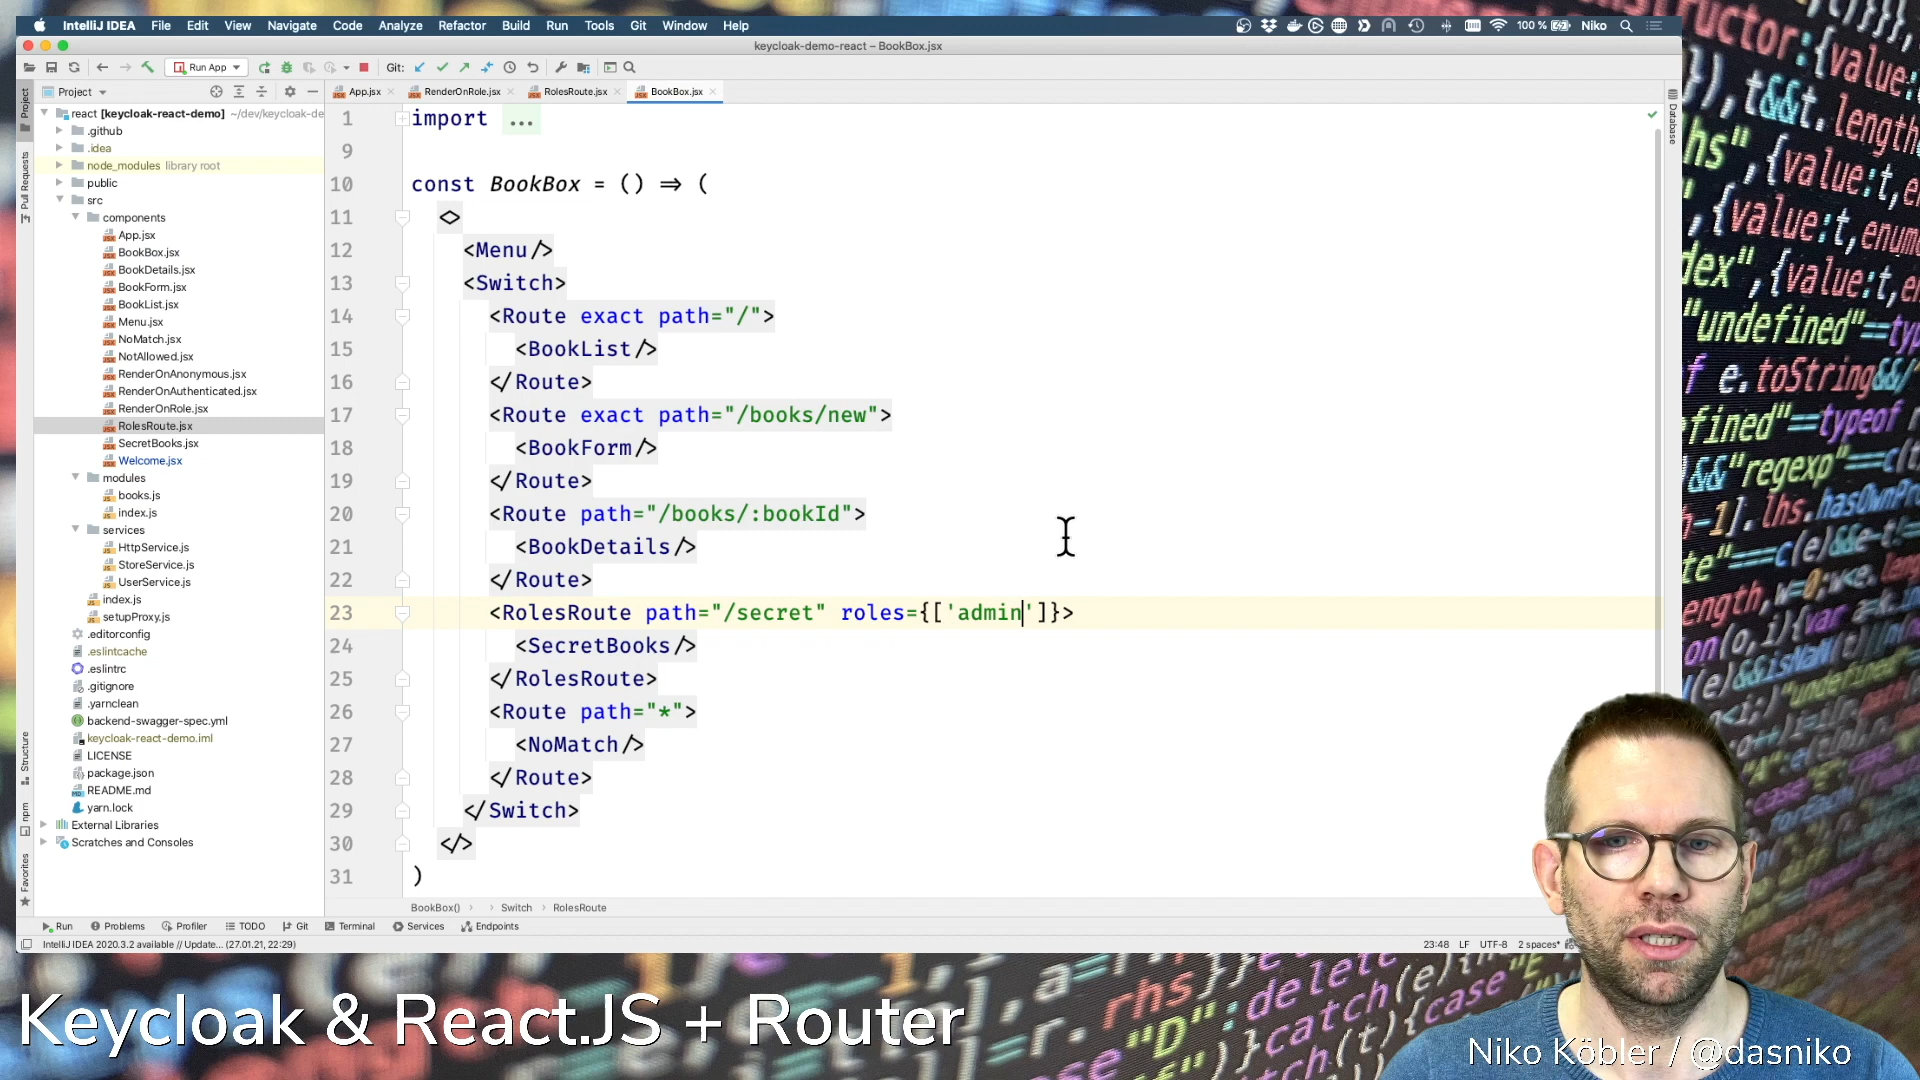 IntelliJ IDEA File Edit View Navigate Code Analyze Refactor Build Run Tools Git Window Help 100 % Niko
keycloak-demo-react – BookBox.jsx
Run App Git:
Project App.jsx RenderOnRole.jsx RolesRoute.jsx BookBox.jsx
Project
Pull Requests
Structure
npm
Favorites
Database
react [keycloak-react-demo] ~/dev/keycloak-de
.github
.idea
node_modules library root
public
src
components
App.jsx
BookBox.jsx
BookDetails.jsx
BookForm.jsx
BookList.jsx
Menu.jsx
NoMatch.jsx
NotAllowed.jsx
RenderOnAnonymous.jsx
RenderOnAuthenticated.jsx
RenderOnRole.jsx
RolesRoute.jsx
SecretBooks.jsx
Welcome.jsx
modules
books.js
index.js
services
HttpService.js
StoreService.js
UserService.js
index.js
setupProxy.js
.editorconfig
.eslintcache
.eslintrc
.gitignore
.yarnclean
backend-swagger-spec.yml
keycloak-react-demo.iml
LICENSE
package.json
README.md
yarn.lock
External Libraries
Scratches and Consoles
1 import ...
9
10 const BookBox = () => (
11 <>
12 <Menu/>
13 <Switch>
14 <Route exact path="/">
15 <BookList/>
16 </Route>
17 <Route exact path="/books/new">
18 <BookForm/>
19 </Route>
20 <Route path="/books/:bookId">
21 <BookDetails/>
22 </Route>
23 <RolesRoute path="/secret" roles={['admin']}>
24 <SecretBooks/>
25 </RolesRoute>
26 <Route path="*">
27 <NoMatch/>
28 </Route>
29 </Switch>
30 </>
31 )
BookBox() › › Switch › RolesRoute
Run Problems Profiler TODO Git Terminal Services Endpoints
IntelliJ IDEA 2020.3.2 available // Update... (27.01.21, 22:29) 23:48 LF UTF-8 2 spaces*
Keycloak & React.JS + Router
Niko Köbler / @dasniko